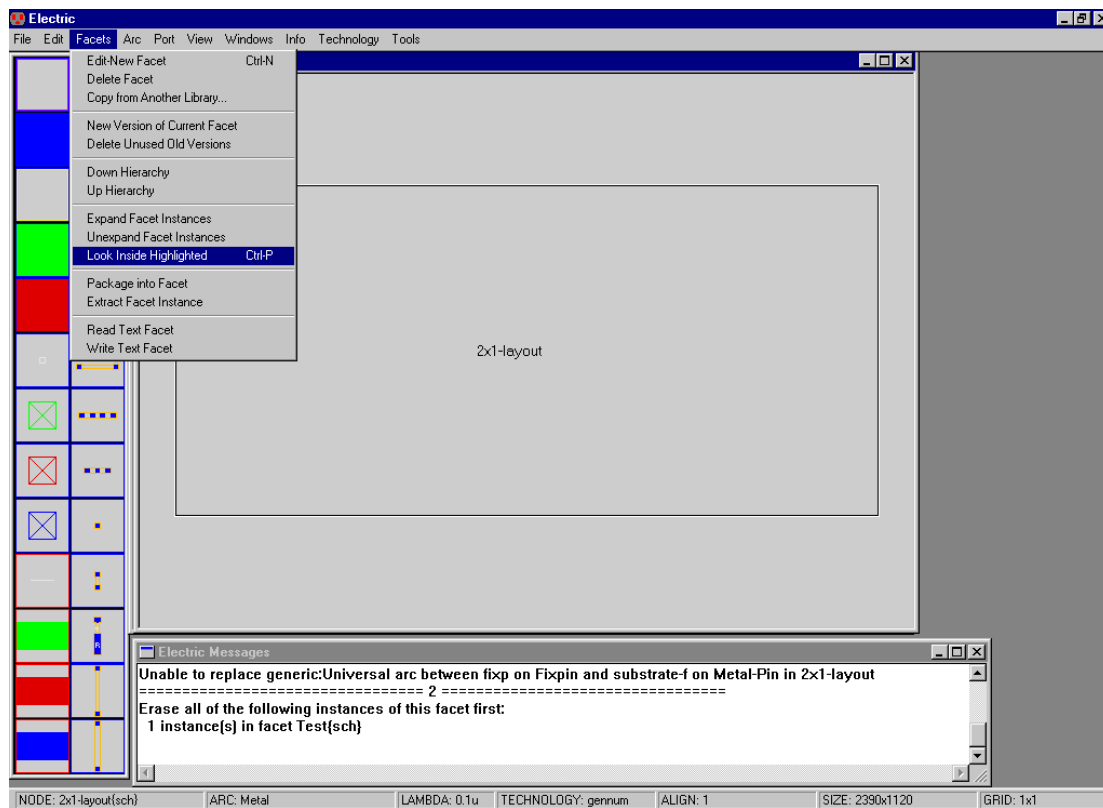 Electric
File Edit Facets Arc Port View Windows Info Technology Tools
Edit-New Facet Ctrl-N
Delete Facet
Copy from Another Library...
New Version of Current Facet
Delete Unused Old Versions
Down Hierarchy
Up Hierarchy
Expand Facet Instances
Unexpand Facet Instances
Look Inside Highlighted Ctrl-P
Package into Facet
Extract Facet Instance
Read Text Facet
Write Text Facet
2x1-layout
R
Electric Messages
Unable to replace generic:Universal arc between fixp on Fixpin and substrate-f on Metal-Pin in 2x1-layout
================================= 2 =================================
Erase all of the following instances of this facet first:
1 instance(s) in facet Test{sch}
NODE: 2x1-layout{sch} ARC: Metal LAMBDA: 0.1u TECHNOLOGY: gennum ALIGN: 1 SIZE: 2390x1120 GRID: 1x1